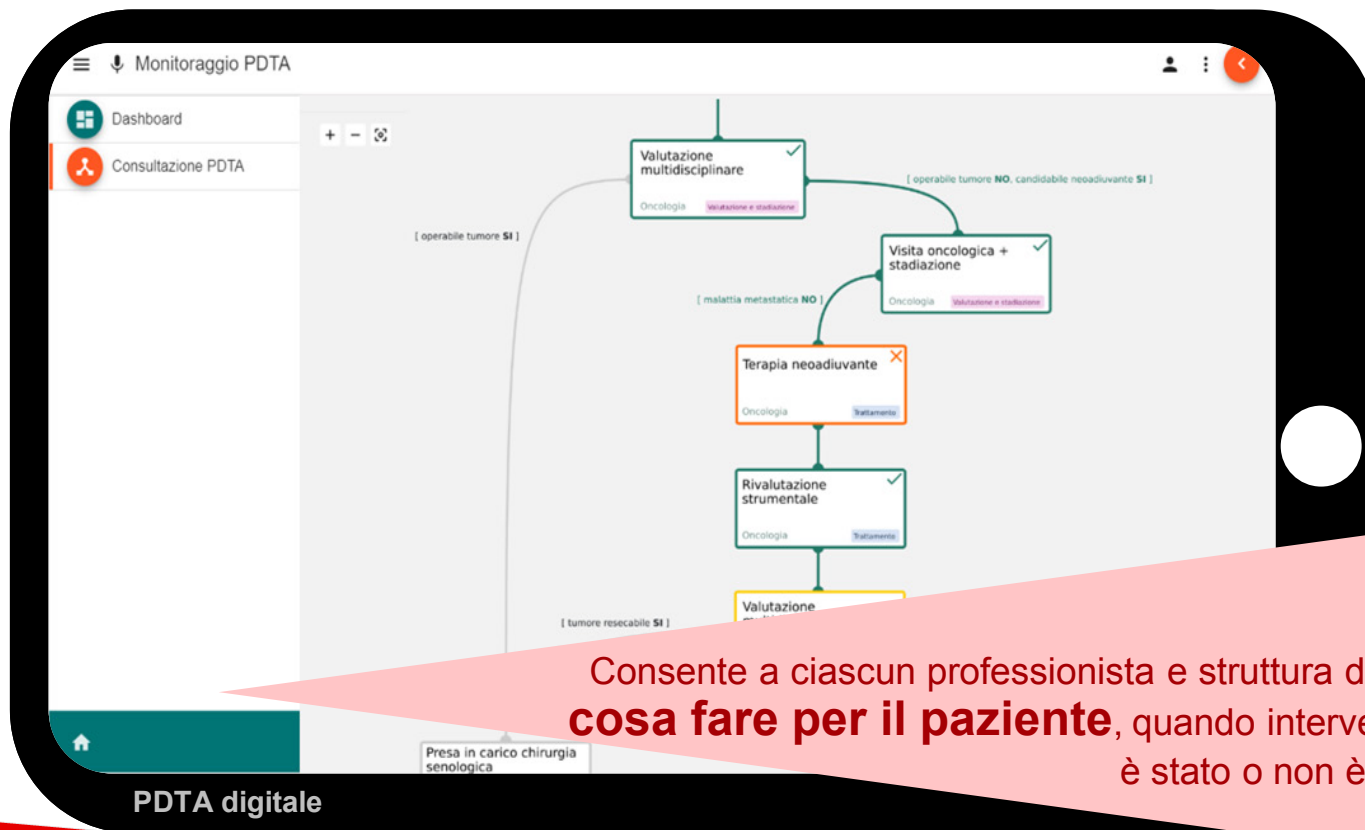 Monitoraggio PDTA
Dashboard
Consultazione PDTA
+ −
Valutazione
multidisciplinare
Oncologia Valutazione e stadiazione
[ operabile tumore NO, candidabile neoadiuvante SI ]
[ operabile tumore SI ]
Visita oncologica +
stadiazione
Oncologia Valutazione e stadiazione
[ malattia metastatica NO ]
Terapia neoadiuvante
Oncologia Trattamento
Rivalutazione
strumentale
Oncologia Trattamento
Valutazione
[ tumore resecabile SI ]
Consente a ciascun professionista e struttura d
cosa fare per il paziente, quando interve
è stato o non è
Presa in carico chirurgia
senologica
PDTA digitale